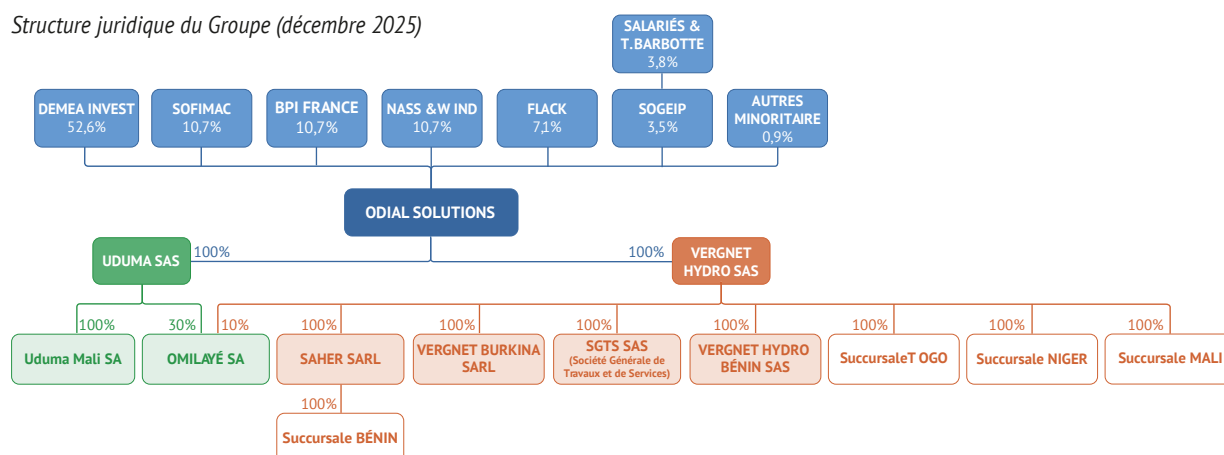 Structure juridique du Groupe (décembre 2025)
SALARIÉS &
T.BARBOTTE
3,8%
DEMEA INVEST
52,6%
SOFIMAC
10,7%
BPI FRANCE
10,7%
NASS &W IND
10,7%
FLACK
7,1%
SOGEIP
3,5%
AUTRES
MINORITAIRE
0,9%
ODIAL SOLUTIONS
UDUMA SAS
100%
100%
VERGNET
HYDRO SAS
100%
30%
10%
100%
100%
100%
100%
100%
100%
100%
Uduma Mali SA
OMILAYÉ SA
SAHER SARL
VERGNET BURKINA
SARL
SGTS SAS
(Société Générale de
Travaux et de Services)
VERGNET HYDRO
BÉNIN SAS
SuccursaleT OGO
Succursale NIGER
Succursale MALI
100%
Succursale BÉNIN